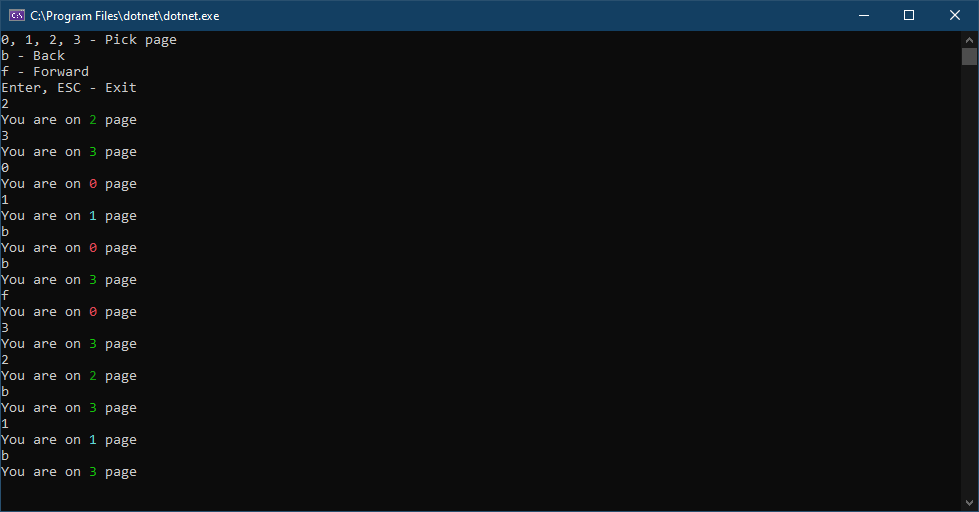 C:\Program Files\dotnet\dotnet.exe
0, 1, 2, 3 - Pick page
b - Back
f - Forward
Enter, ESC - Exit
2
You are on 2 page
3
You are on 3 page
0
You are on 0 page
1
You are on 1 page
b
You are on 0 page
b
You are on 3 page
f
You are on 0 page
3
You are on 3 page
2
You are on 2 page
b
You are on 3 page
1
You are on 1 page
b
You are on 3 page